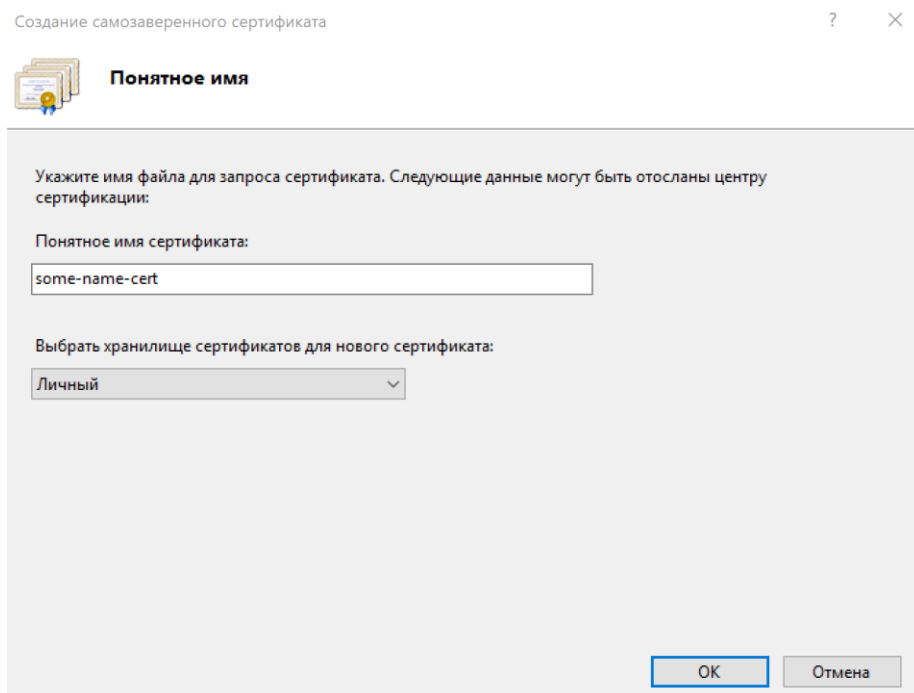 Создание самозаверенного сертификата
?
Понятное имя
Укажите имя файла для запроса сертификата. Следующие данные могут быть отосланы центру
сертификации:
Понятное имя сертификата:
some-name-cert
Выбрать хранилище сертификатов для нового сертификата:
Личный
ОК
Отмена